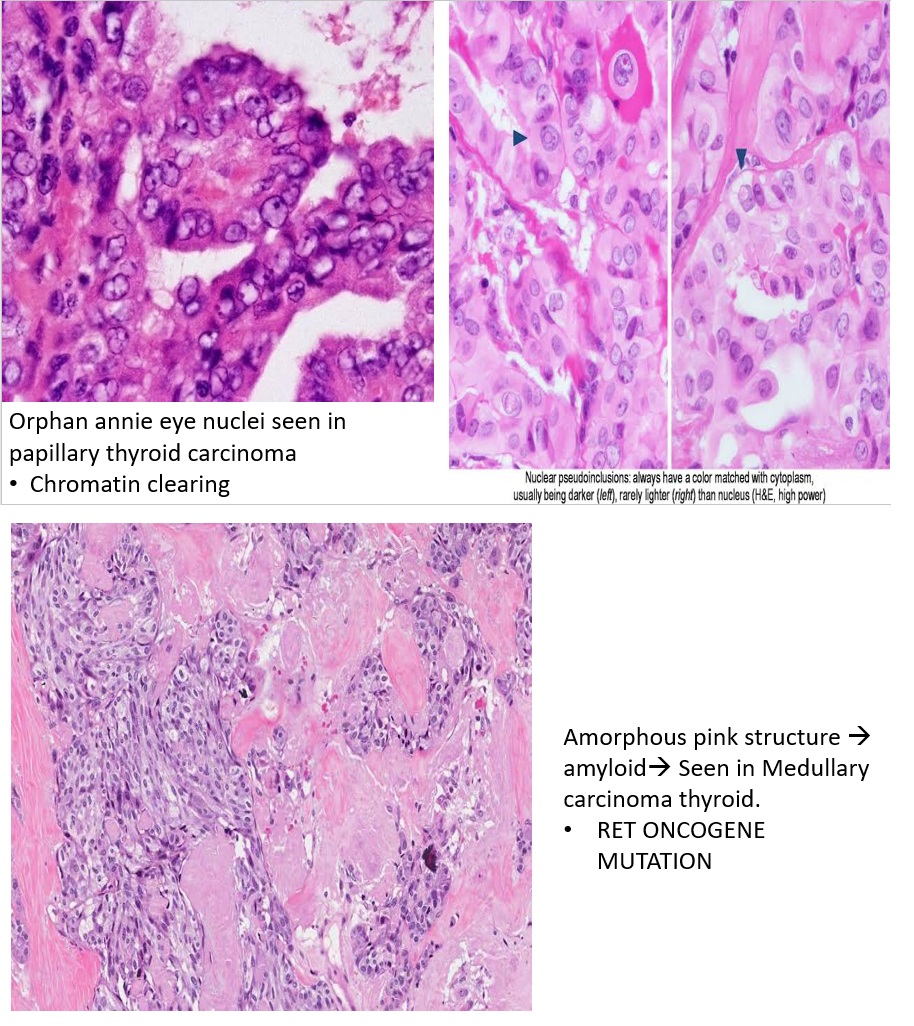 Orphan annie eye nuclei seen in
papillary thyroid carcinoma
• Chromatin clearing
Nuclear pseudoinclusions: always have a color matched with cytoplasm,
usually being darker (left), rarely lighter (right) than nucleus (H&E, high power)
Amorphous pink structure →
amyloid→ Seen in Medullary
carcinoma thyroid.
• RET ONCOGENE
MUTATION